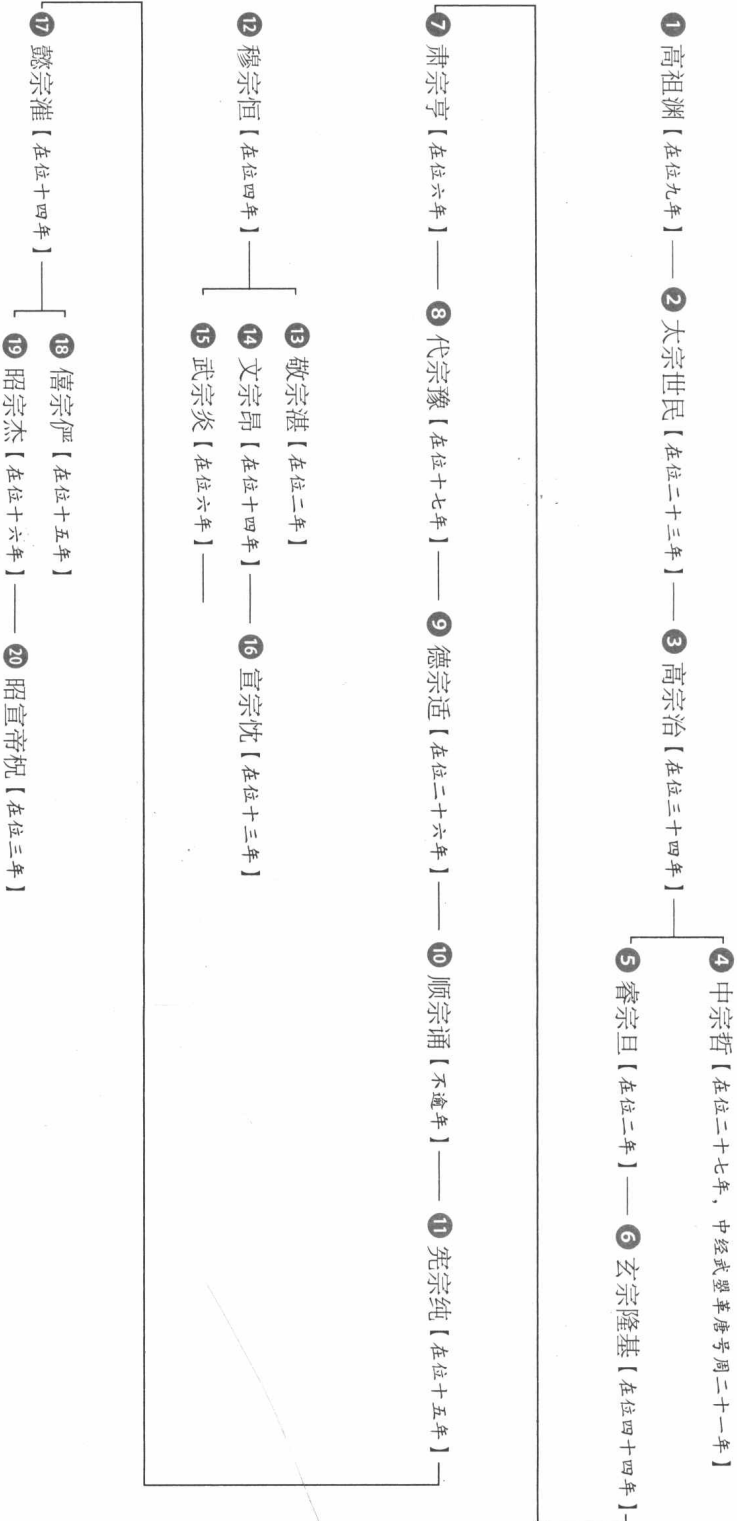 ❶ 高祖渊【在位九年】
❷ 太宗世民【在位二十三年】
❸ 高宗治【在位三十四年】
❹ 中宗哲【在位二十七年，中经武曌革唐号周二十一年】
❺ 睿宗旦【在位二年】
❻ 玄宗隆基【在位四十四年】
❼ 肃宗亨【在位六年】
❽ 代宗豫【在位十七年】
❾ 德宗适【在位二十六年】
❿ 顺宗诵【不逾年】
⓫ 宪宗纯【在位十五年】
⓬ 穆宗恒【在位四年】
⓭ 敬宗湛【在位二年】
⓮ 文宗昂【在位十四年】
⓯ 武宗炎【在位六年】
⓰ 宣宗忱【在位十三年】
⓱ 懿宗漼【在位十四年】
⓲ 僖宗俨【在位十五年】
⓳ 昭宗杰【在位十六年】
⓴ 昭宣帝柷【在位三年】